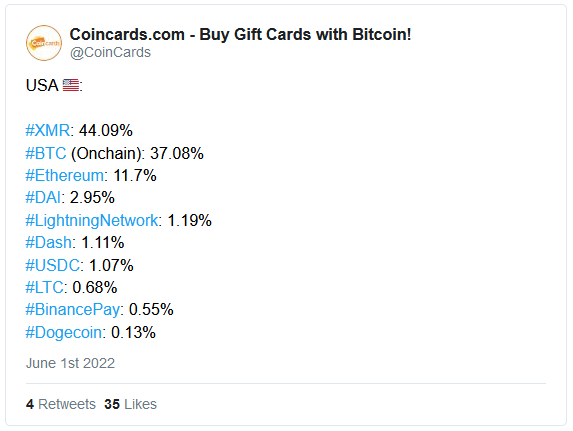 Coincards
Coincards.com - Buy Gift Cards with Bitcoin!
@CoinCards
USA 🇺🇸:
#XMR: 44.09%
#BTC (Onchain): 37.08%
#Ethereum: 11.7%
#DAI: 2.95%
#LightningNetwork: 1.19%
#Dash: 1.11%
#USDC: 1.07%
#LTC: 0.68%
#BinancePay: 0.55%
#Dogecoin: 0.13%
June 1st 2022
4 Retweets 35 Likes